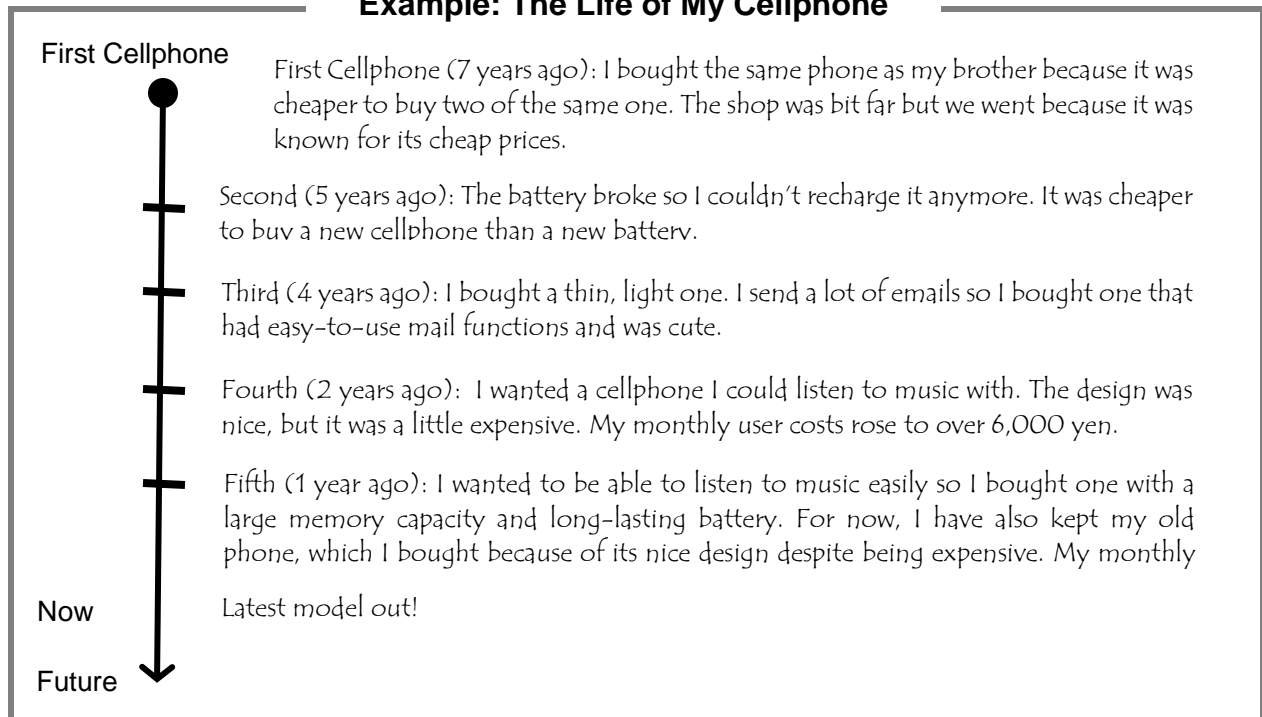 Example: The Life of My Cellphone
First Cellphone
First Cellphone (7 years ago): I bought the same phone as my brother because it was
cheaper to buy two of the same one. The shop was bit far but we went because it was
known for its cheap prices.
Second (5 years ago): The battery broke so I couldn't recharge it anymore. It was cheaper
to buy a new cellphone than a new battery.
Third (4 years ago): I bought a thin, light one. I send a lot of emails so I bought one that
had easy-to-use mail functions and was cute.
Fourth (2 years ago): I wanted a cellphone I could listen to music with. The design was
nice, but it was a little expensive. My monthly user costs rose to over 6,000 yen.
Fifth (1 year ago): I wanted to be able to listen to music easily so I bought one with a
large memory capacity and long-lasting battery. For now, I have also kept my old
phone, which I bought because of its nice design despite being expensive. My monthly
Now
Latest model out!
Future